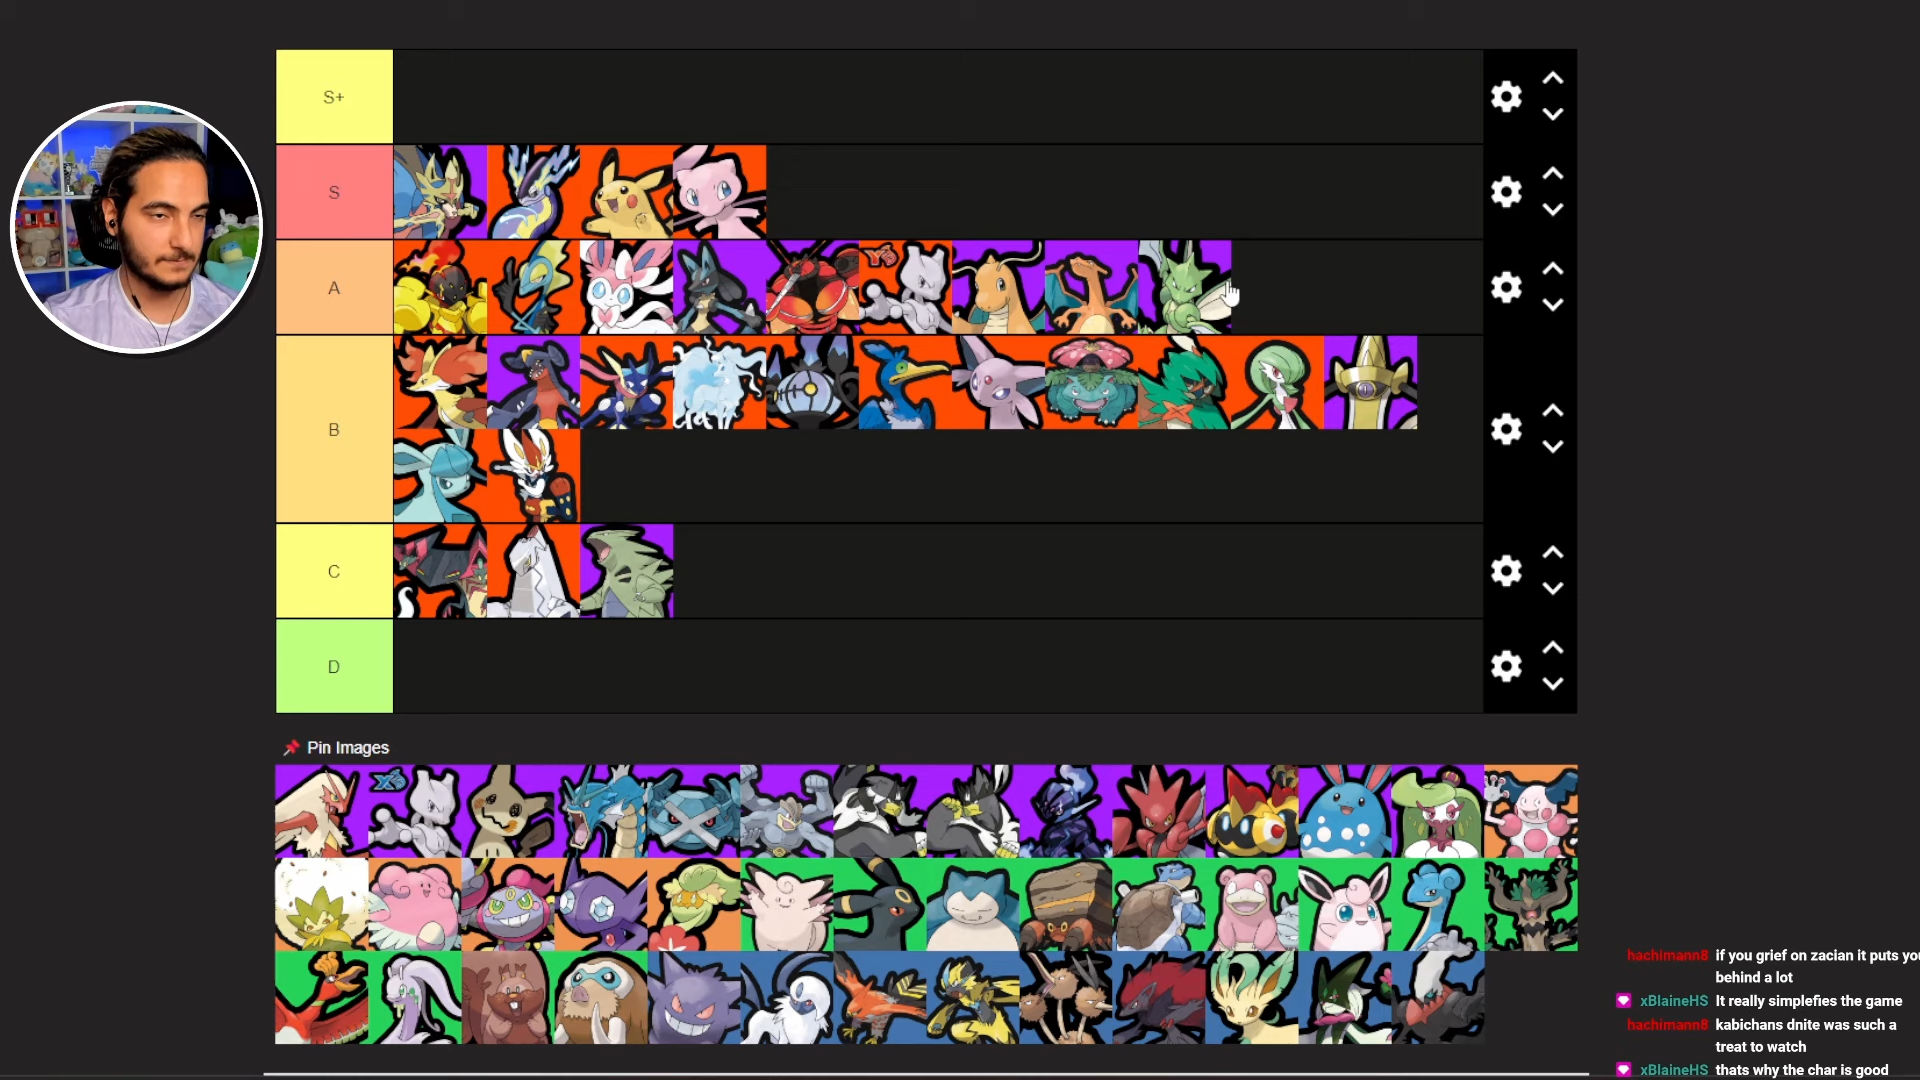 S+
S
A
B
C
D
Pin Images
hachimann8 if you grief on zacian it puts you
behind a lot
xBlaineHS It really simplefies the game
hachimann8 kabichans dnite was such a
treat to watch
xBlaineHS thats why the char is good